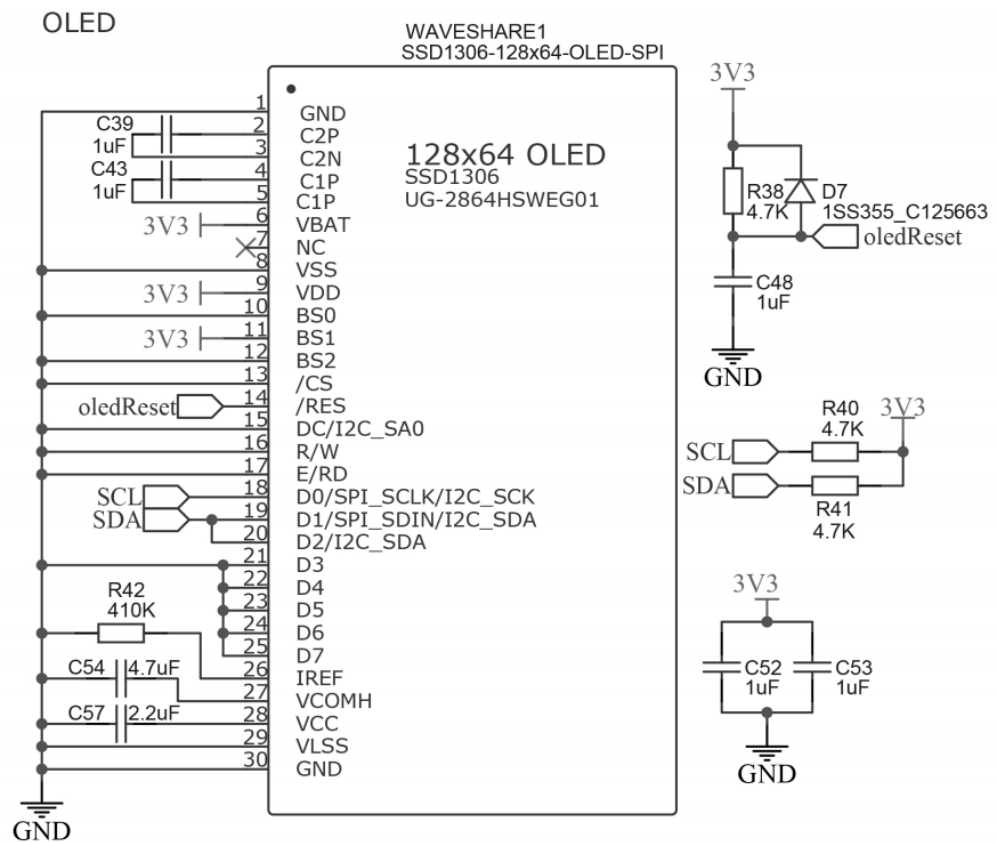 OLED
WAVESHARE1
SSD1306-128x64-OLED-SPI
128x64 OLED
SSD1306
UG-2864HSWEG01
1 GND
C39
1uF
2 C2P
3 C2N
C43
1uF
4 C1P
5 C1P
3V3 6 VBAT
7 NC
8 VSS
3V3 9 VDD
10 BS0
3V3 11 BS1
12 BS2
13 /CS
oledReset 14 /RES
15 DC/I2C_SA0
16 R/W
17 E/RD
SCL 18 D0/SPI_SCLK/I2C_SCK
SDA 19 D1/SPI_SDIN/I2C_SDA
20 D2/I2C_SDA
21 D3
22 D4
23 D5
24 D6
25 D7
R42
410K
26 IREF
C54 4.7uF
27 VCOMH
C57 2.2uF
28 VCC
29 VLSS
30 GND
GND
3V3
R38
4.7K
D7
1SS355_C125663
oledReset
C48
1uF
GND
R40
4.7K
3V3
SCL
SDA
R41
4.7K
3V3
C52
1uF
C53
1uF
GND